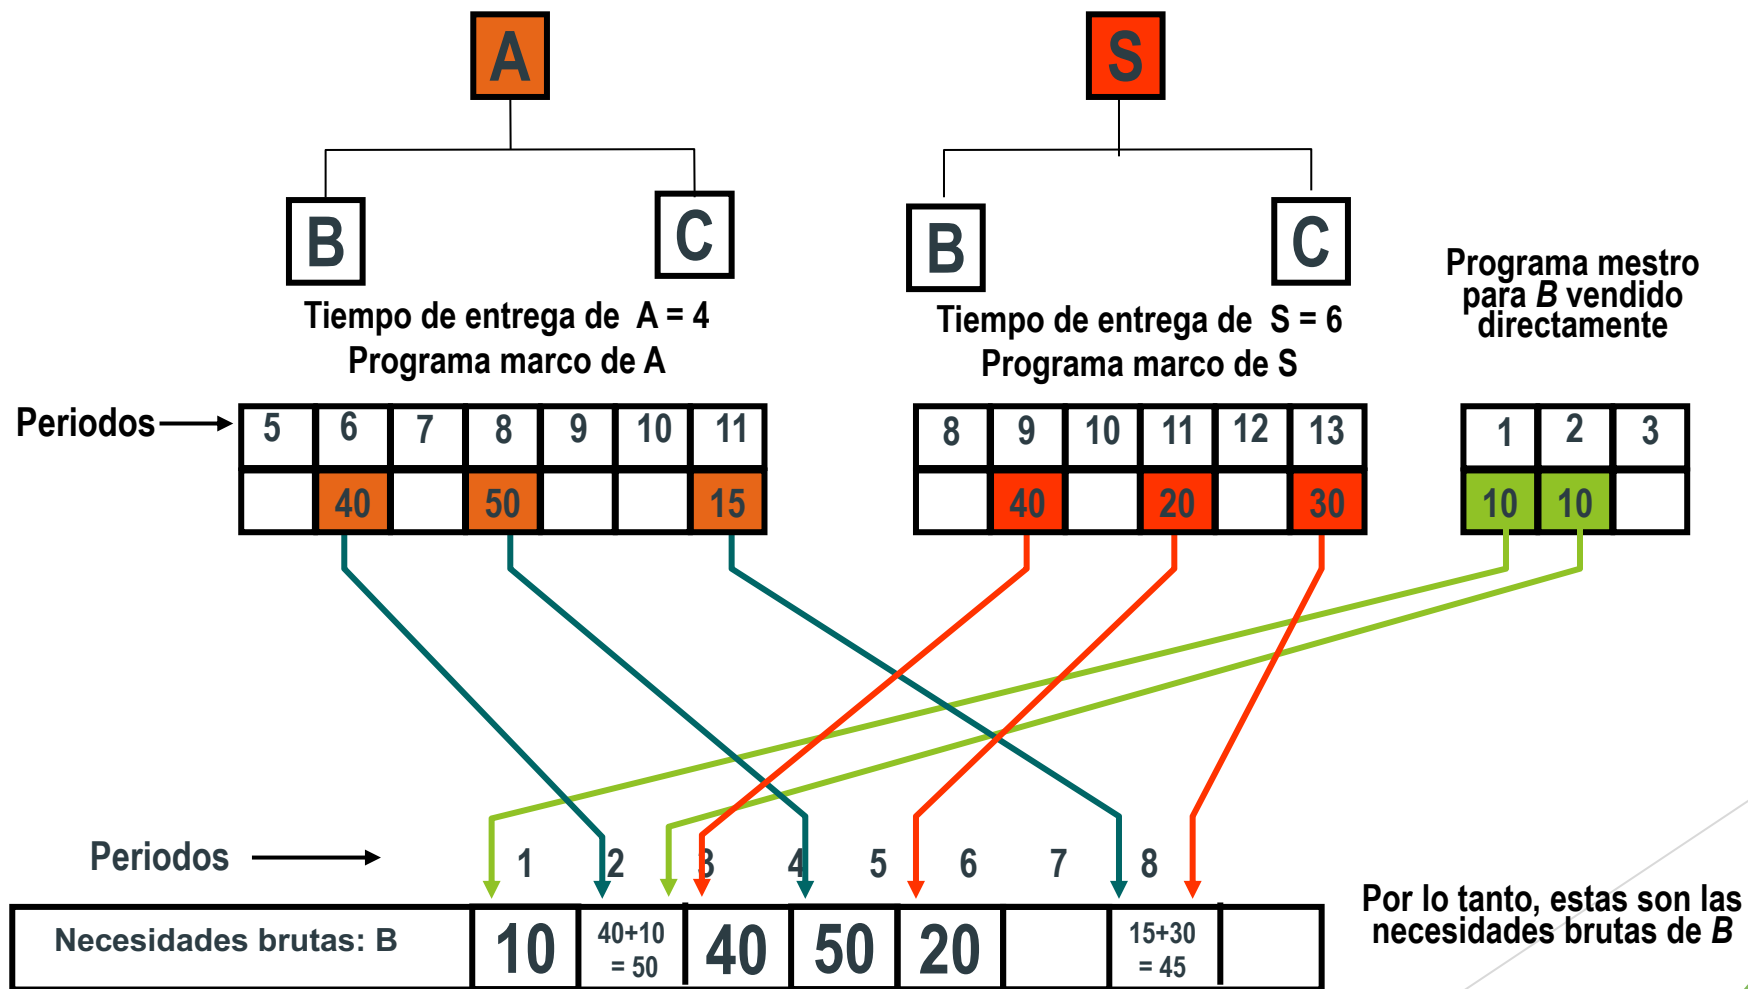 A
S
B
C
B
C
Tiempo de entrega de A = 4
Programa marco de A
Tiempo de entrega de S = 6
Programa marco de S
Programa mestro
para B vendido
directamente
Periodos
5 6 7 8 9 10 11
40 50 15
8 9 10 11 12 13
40 20 30
1 2 3
10 10
Periodos
1 2 3 4 5 6 7 8
Necesidades brutas: B
10
40+10
= 50
40
50
20
15+30
= 45
Por lo tanto, estas son las
necesidades brutas de B